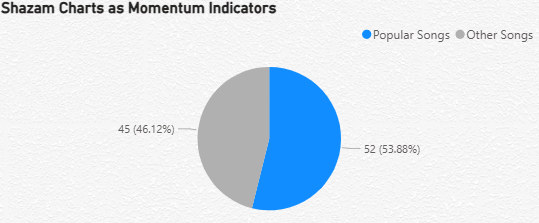 Shazam Charts as Momentum Indicators
Popular Songs Other Songs
45 (46.12%)
52 (53.88%)